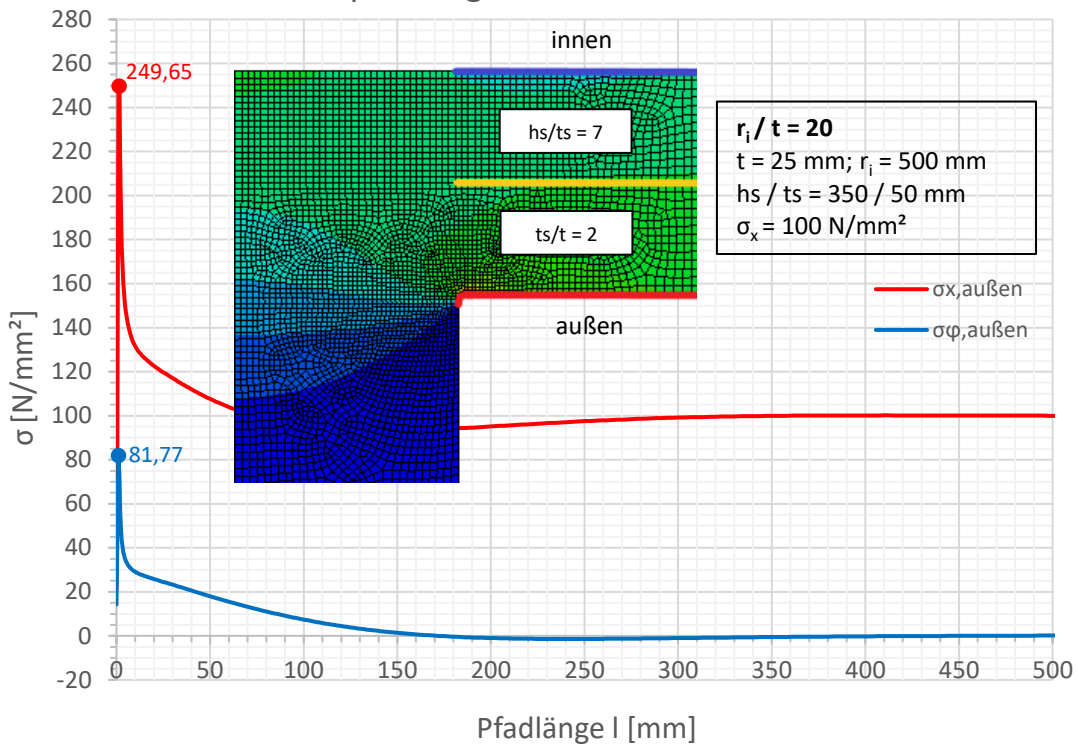 280
260
240
220
200
180
160
140
120
100
80
60
40
20
0
-20
σ [N/mm²]
249,65
81,77
innen
hs/ts = 7
ts/t = 2
außen
rᵢ / t = 20
t = 25 mm; rᵢ = 500 mm
hs / ts = 350 / 50 mm
σₓ = 100 N/mm²
σx,außen
σφ,außen
0 50 100 150 200 250 300 350 400 450 500
Pfadlänge l [mm]